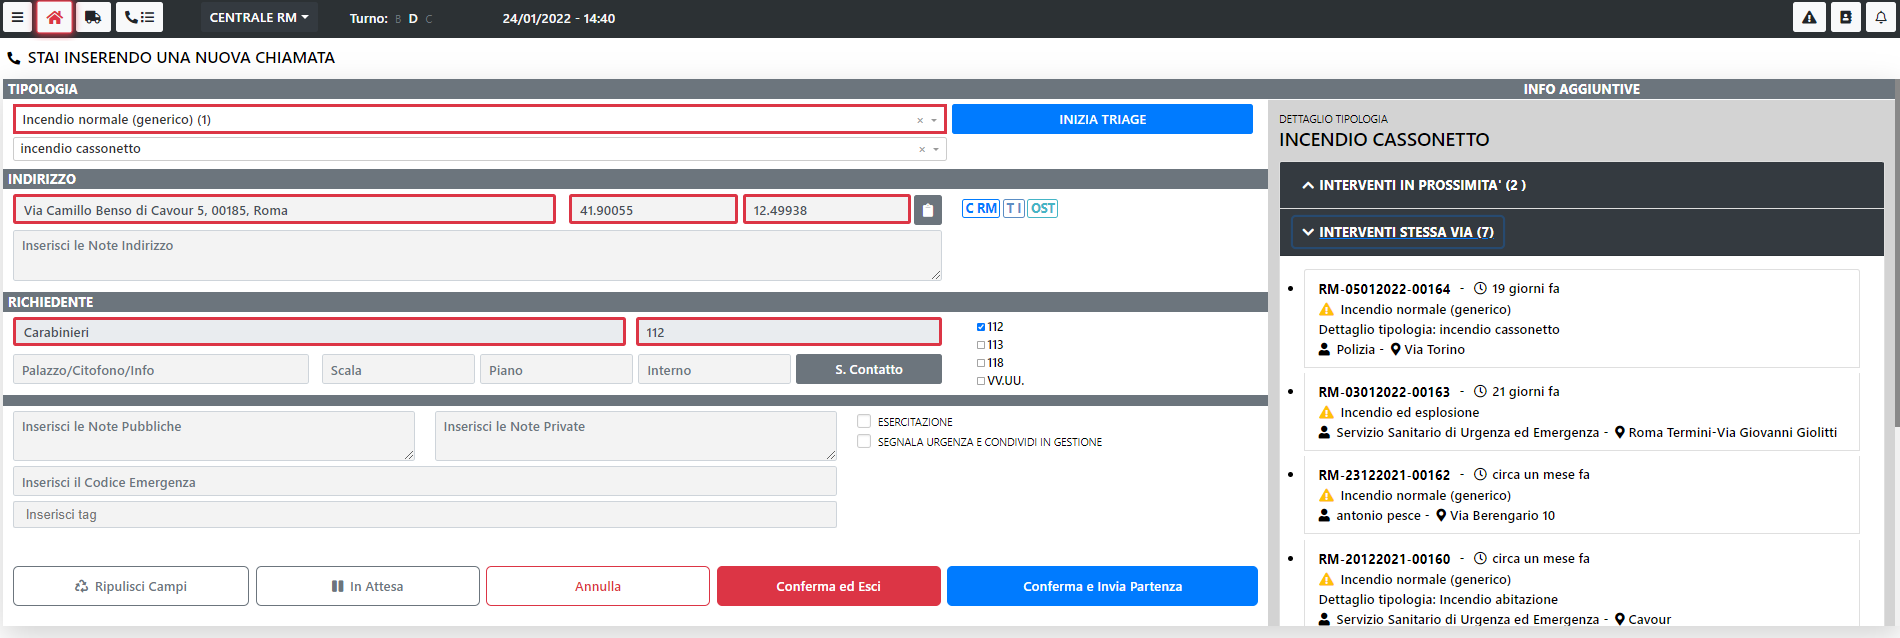 CENTRALE RM
Turno: B D C
24/01/2022 - 14:40
STAI INSERENDO UNA NUOVA CHIAMATA
TIPOLOGIA
Incendio normale (generico) (1)
INIZIA TRIAGE
incendio cassonetto
INDIRIZZO
Via Camillo Benso di Cavour 5, 00185, Roma
41.90055
12.49938
C RM
T I
OST
Inserisci le Note Indirizzo
RICHIEDENTE
Carabinieri
112
112
113
118
VV.UU.
Palazzo/Citofono/Info
Scala
Piano
Interno
S. Contatto
Inserisci le Note Pubbliche
Inserisci le Note Private
ESERCITAZIONE
SEGNALA URGENZA E CONDIVIDI IN GESTIONE
Inserisci il Codice Emergenza
Inserisci tag
Ripulisci Campi
In Attesa
Annulla
Conferma ed Esci
Conferma e Invia Partenza
INFO AGGIUNTIVE
DETTAGLIO TIPOLOGIA
INCENDIO CASSONETTO
INTERVENTI IN PROSSIMITA' (2 )
INTERVENTI STESSA VIA (7)
RM-05012022-00164 - 19 giorni fa
Incendio normale (generico)
Dettaglio tipologia: incendio cassonetto
Polizia - Via Torino
RM-03012022-00163 - 21 giorni fa
Incendio ed esplosione
Servizio Sanitario di Urgenza ed Emergenza - Roma Termini-Via Giovanni Giolitti
RM-23122021-00162 - circa un mese fa
Incendio normale (generico)
antonio pesce - Via Berengario 10
RM-20122021-00160 - circa un mese fa
Incendio normale (generico)
Dettaglio tipologia: Incendio abitazione
Servizio Sanitario di Urgenza ed Emergenza - Cavour